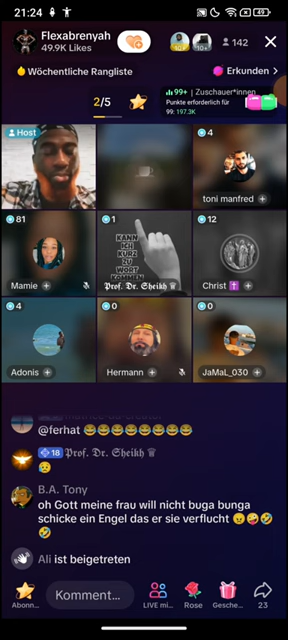 21:24
49
Flexabrenyah
49.9K Likes
10+
10+
142
Wöchentliche Rangliste
Erkunden
2/5
99+ | Zuschauer*innen
Punkte erforderlich für
99: 197.3K
Host
4
toni manfred
81
Mamie
1
KANN
ICH
KURZ
ZU
WORT
KOMMEN
Prof. Dr. Sheikh
12
Christ
4
Adonis
0
Hermann
0
JaMaL_030
@ferhat 😂😂😂😂😂😂😂😂
18 Prof. Dr. Sheikh
😥
B.A. Tony
oh Gott meine frau will nicht buga bunga
schicke ein Engel das er sie verflucht 😠🤪🤣
🤣
Ali ist beigetreten
Abonn...
Komment...
LIVE mi...
Rose
Gesche...
23